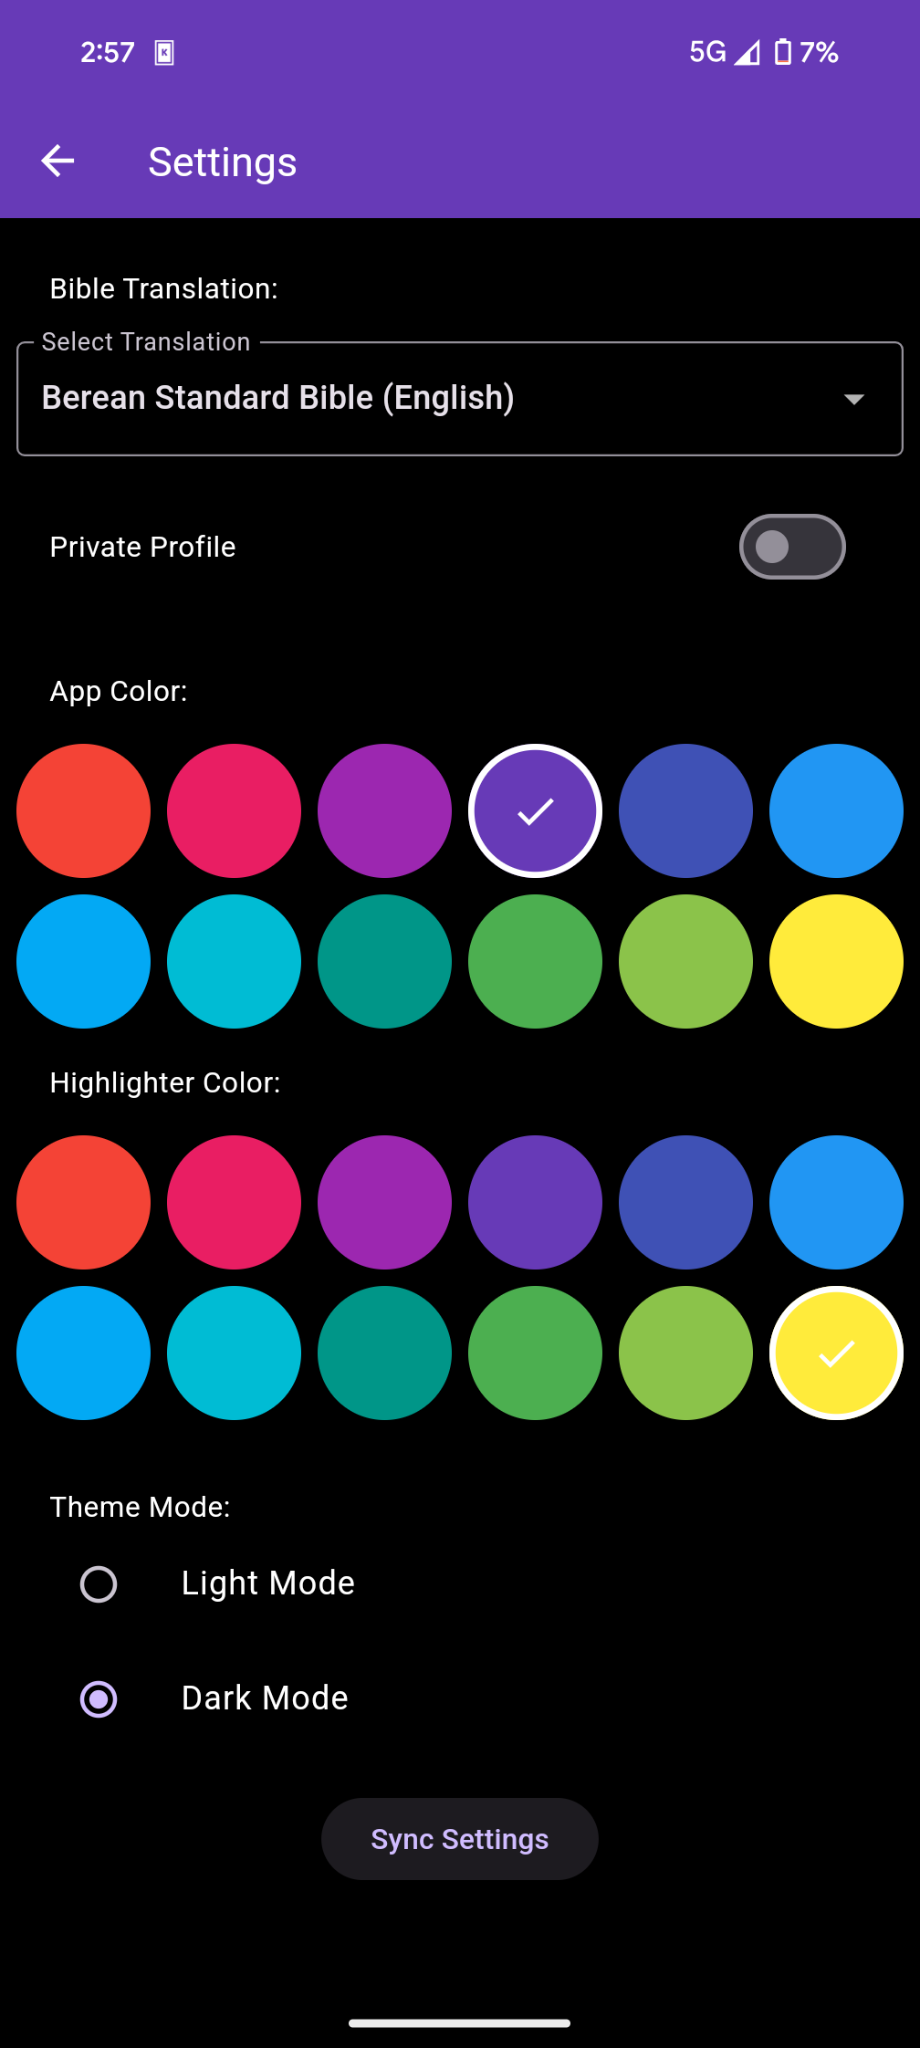 2:57 K 5G 7%
Settings
Bible Translation:
Select Translation
Berean Standard Bible (English)
Private Profile
App Color:
Highlighter Color:
Theme Mode:
Light Mode
Dark Mode
Sync Settings